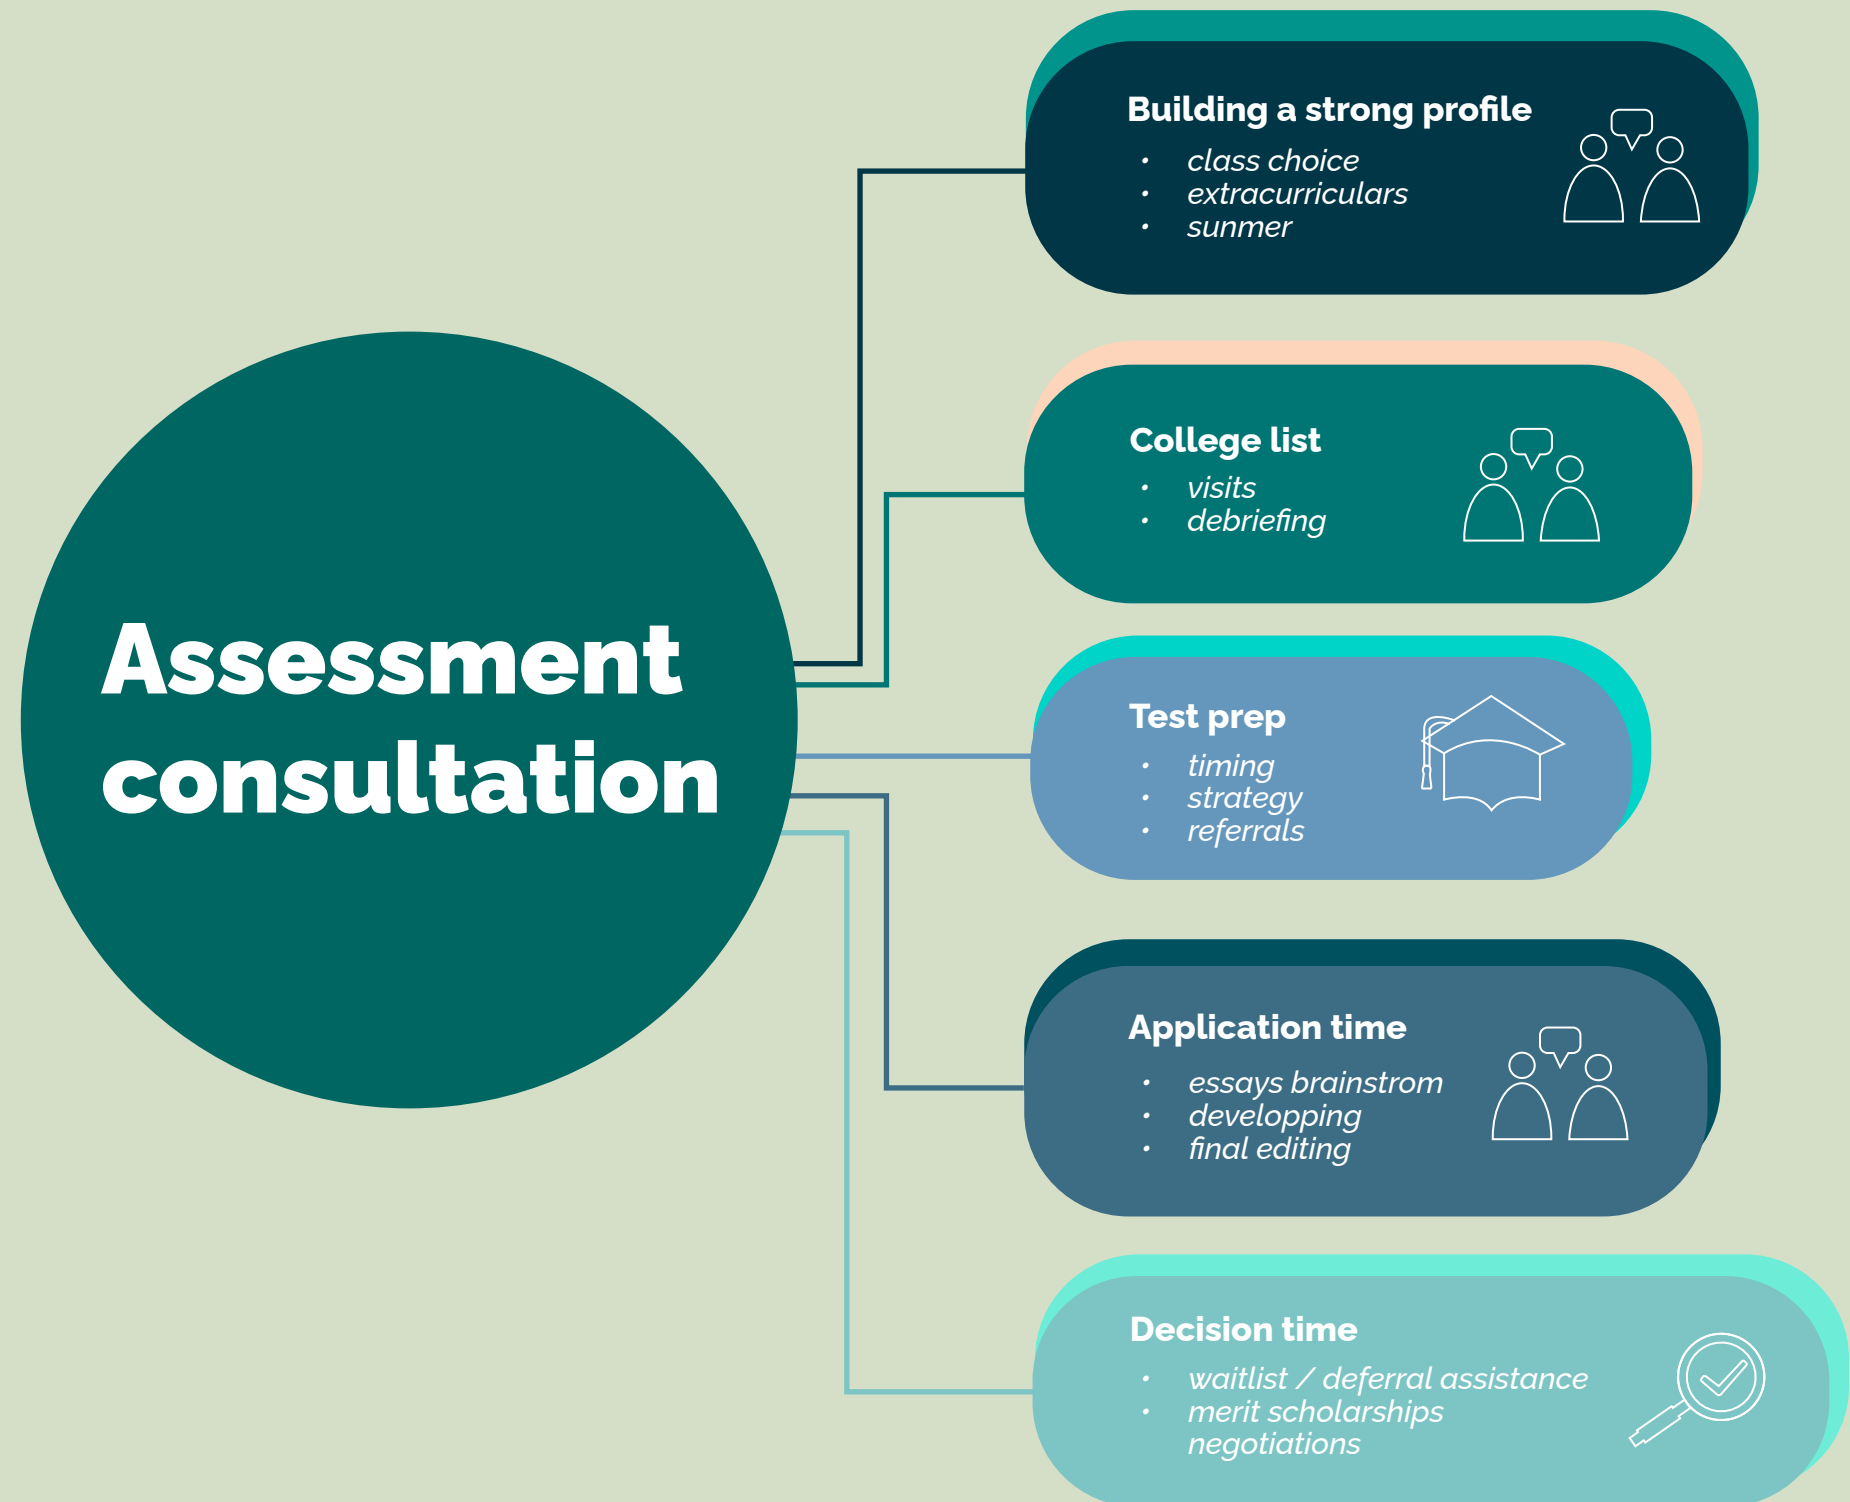 Assessment
consultation
Building a strong profile
• class choice
• extracurriculars
• sunmer
College list
• visits
• debriefing
Test prep
• timing
• strategy
• referrals
Application time
• essays brainstrom
• developping
• final editing
Decision time
• waitlist / deferral assistance
• merit scholarships
negotiations